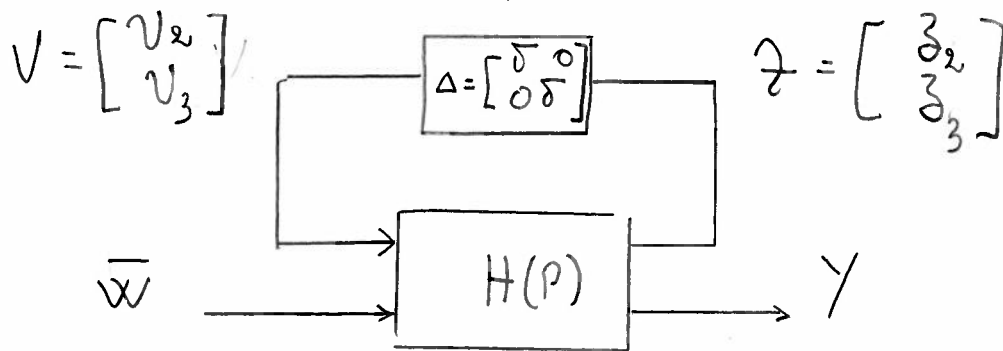 V = [ v₂ v₃ ]
Δ = [ δ 0 0 δ ]
z = [ z₂ z₃ ]
H(P)
w̄
Y